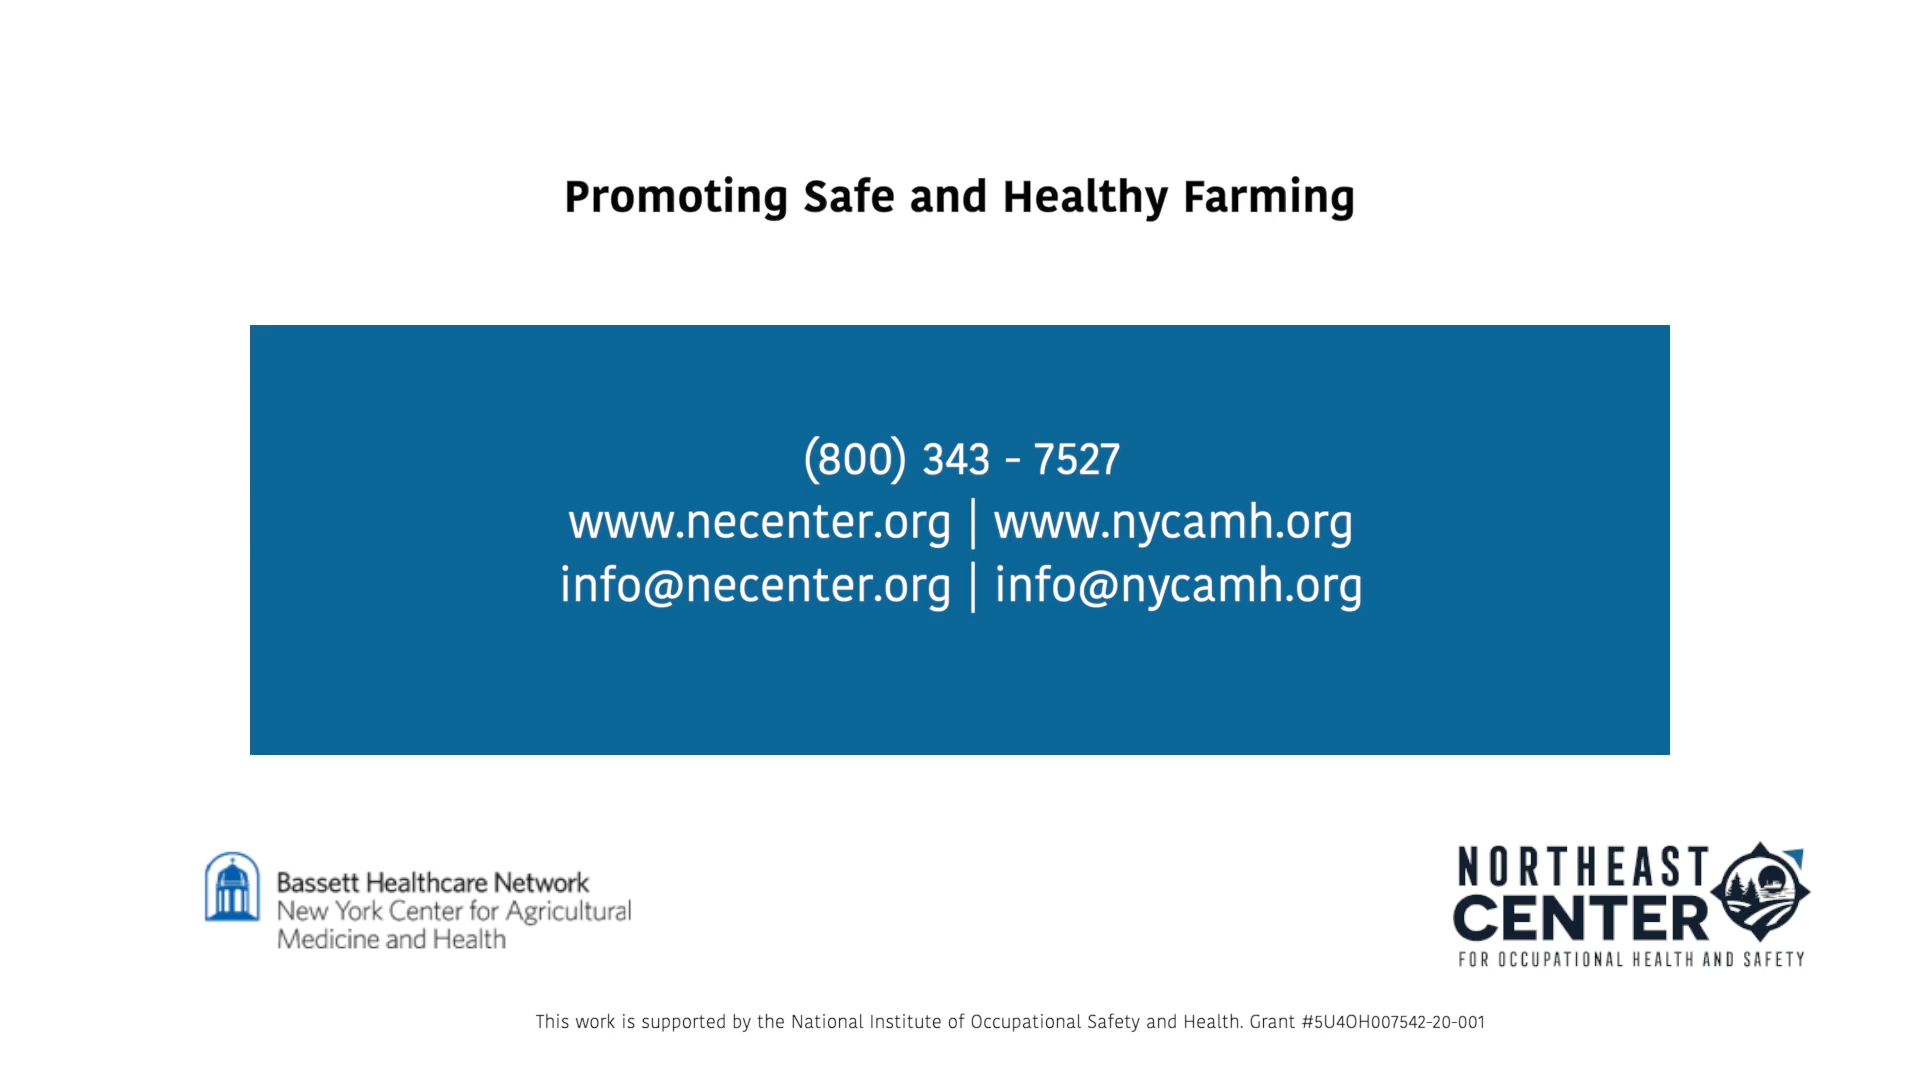 Promoting Safe and Healthy Farming
(800) 343 - 7527
www.necenter.org | www.nycamh.org
info@necenter.org | info@nycamh.org
Bassett Healthcare Network
New York Center for Agricultural
Medicine and Health
NORTHEAST
CENTER
FOR OCCUPATIONAL HEALTH AND SAFETY
This work is supported by the National Institute of Occupational Safety and Health. Grant #5U4OH007542-20-001